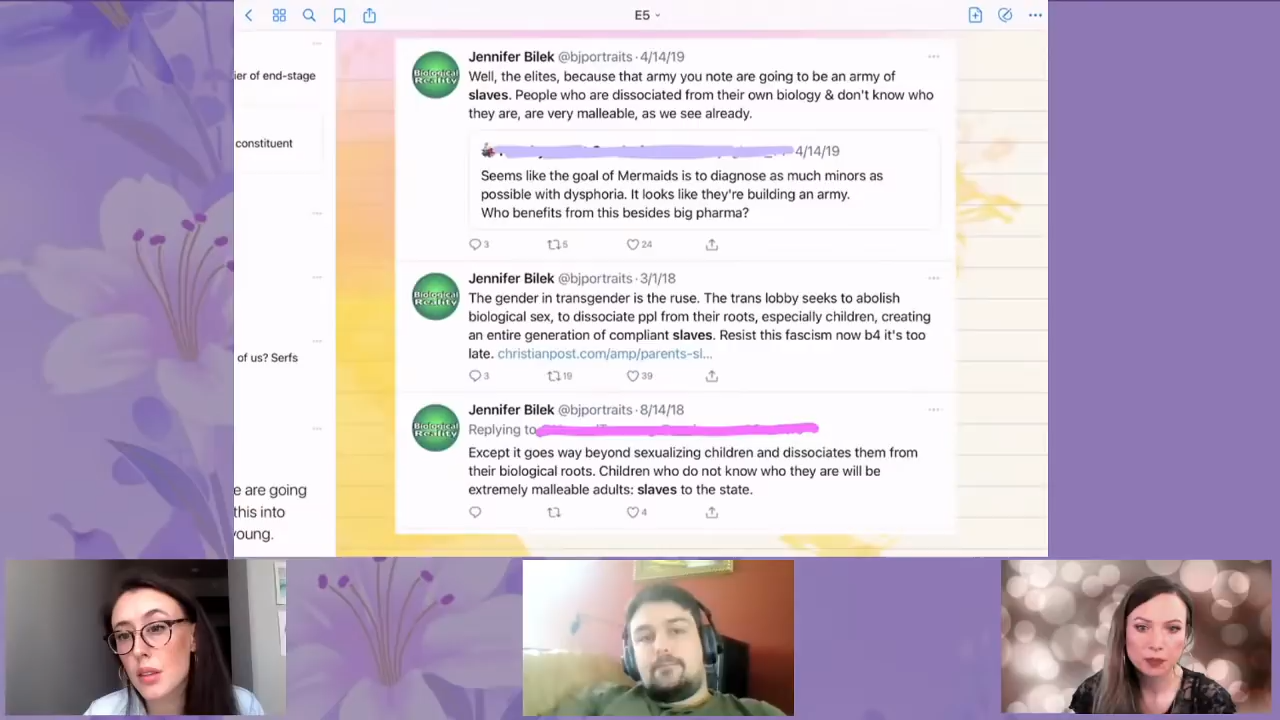 E5
er of end-stage
constituent
of us? Serfs
e are going
this into
young.
Jennifer Bilek @bjportraits · 4/14/19
Biological
Reality
Well, the elites, because that army you note are going to be an army of
slaves. People who are dissociated from their own biology & don't know who
they are, are very malleable, as we see already.
4/14/19
Seems like the goal of Mermaids is to diagnose as much minors as
possible with dysphoria. It looks like they're building an army.
Who benefits from this besides big pharma?
3 5 24
Jennifer Bilek @bjportraits · 3/1/18
Biological
Reality
The gender in transgender is the ruse. The trans lobby seeks to abolish
biological sex, to dissociate ppl from their roots, especially children, creating
an entire generation of compliant slaves. Resist this fascism now b4 it's too
late. christianpost.com/amp/parents-sl...
3 19 39
Jennifer Bilek @bjportraits · 8/14/18
Biological
Reality
Replying to
Except it goes way beyond sexualizing children and dissociates them from
their biological roots. Children who do not know who they are will be
extremely malleable adults: slaves to the state.
4